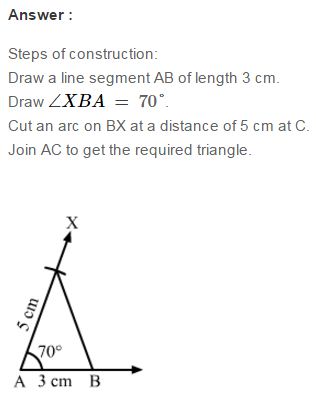 Answer :
Steps of construction:
Draw a line segment AB of length 3 cm.
Draw ∠XBA = 70°.
Cut an arc on BX at a distance of 5 cm at C.
Join AC to get the required triangle.
X
5 cm
70°
A 3 cm B